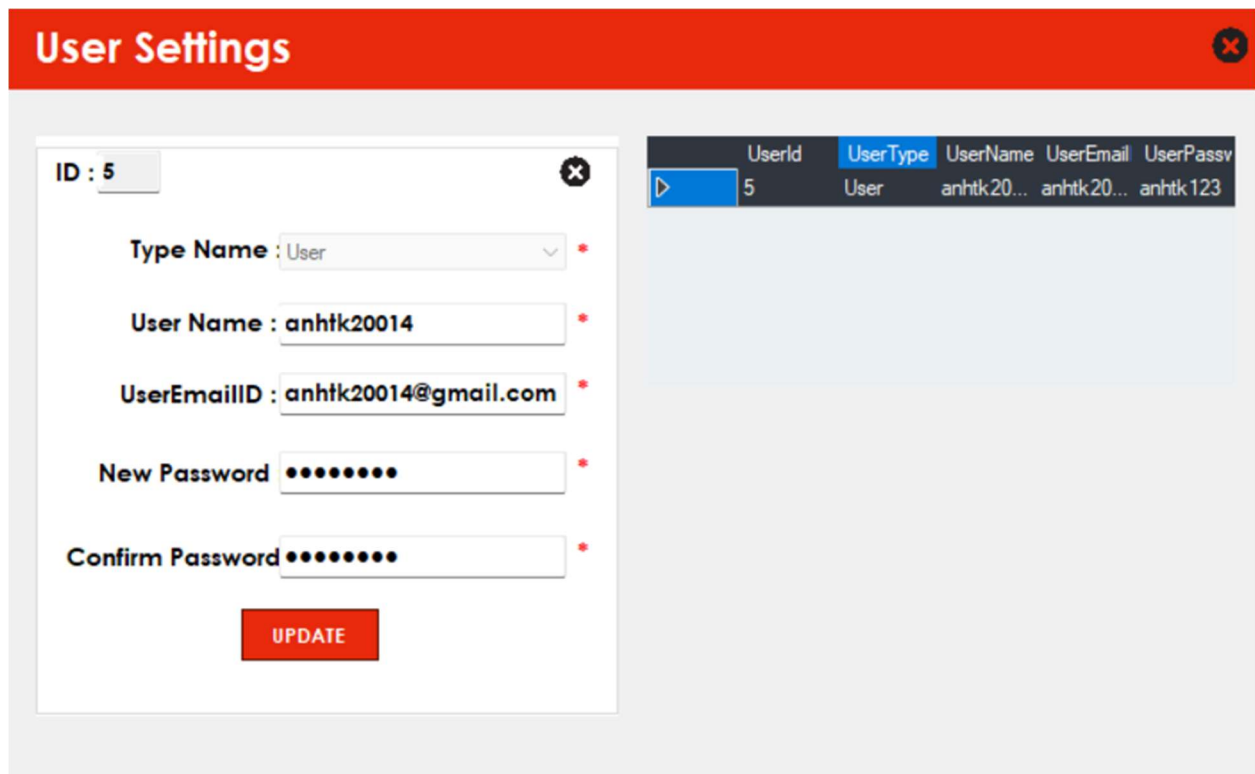 User Settings
ID : 5
Type Name : User *
User Name : anhtk20014 *
UserEmailID : anhtk20014@gmail.com *
New Password ●●●●●●●● *
Confirm Password ●●●●●●●● *
UPDATE
UserId UserType UserName UserEmail UserPassw
5 User anhtk20... anhtk20... anhtk123